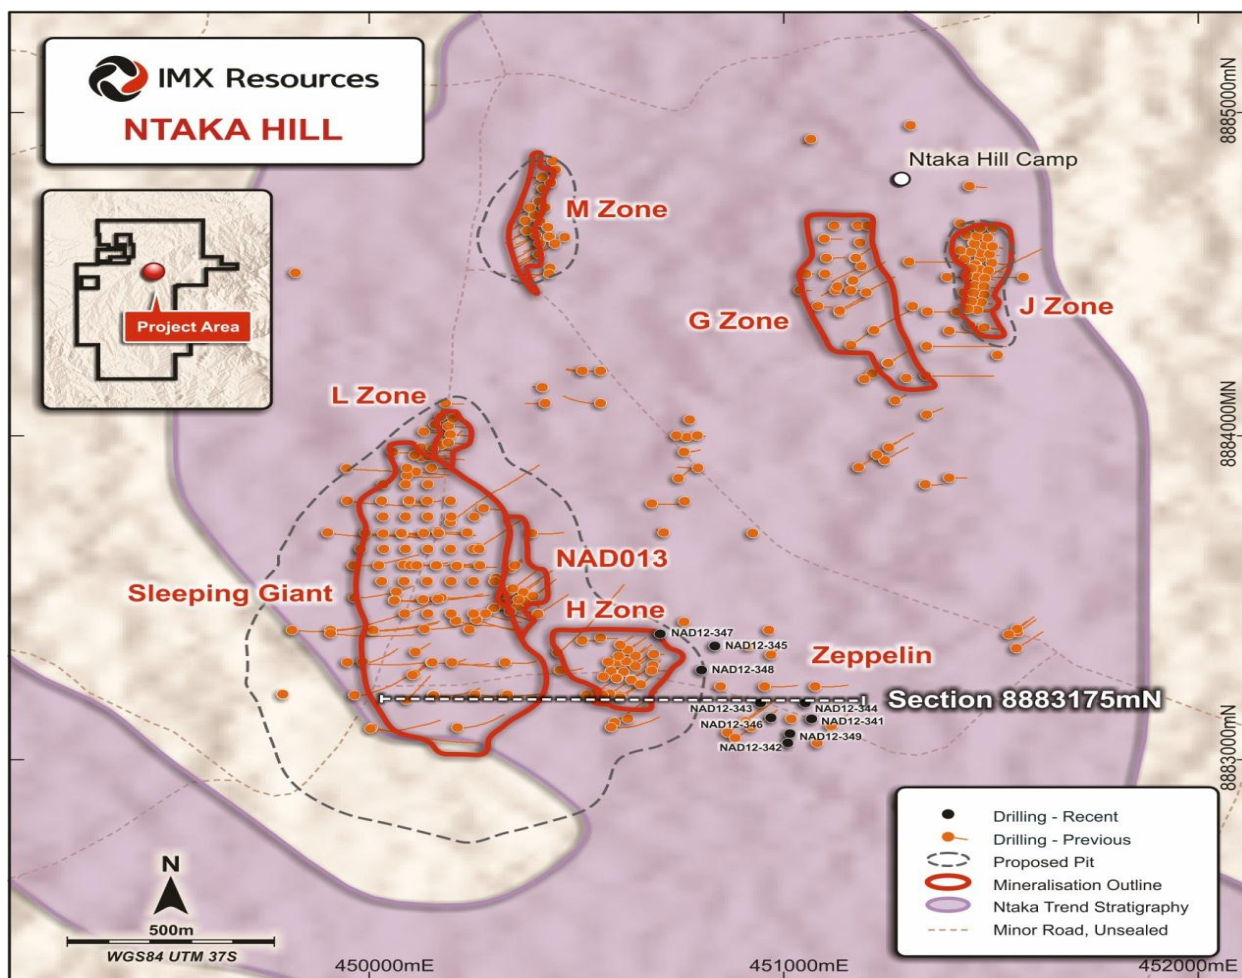 IMX Resources
NTAKA HILL
Project Area
8885000mN
Ntaka Hill Camp
M Zone
G Zone
J Zone
L Zone
8884000MN
NAD013
Sleeping Giant
H Zone
NAD12-347
NAD12-345
Zeppelin
NAD12-348
Section 8883175mN
NAD12-343
NAD12-344
NAD12-346
NAD12-341
NAD12-349
NAD12-342
8883000mN
Drilling - Recent
Drilling - Previous
Proposed Pit
Mineralisation Outline
Ntaka Trend Stratigraphy
Minor Road, Unsealed
N
500m
WGS84 UTM 37S
450000mE
451000mE
452000mE